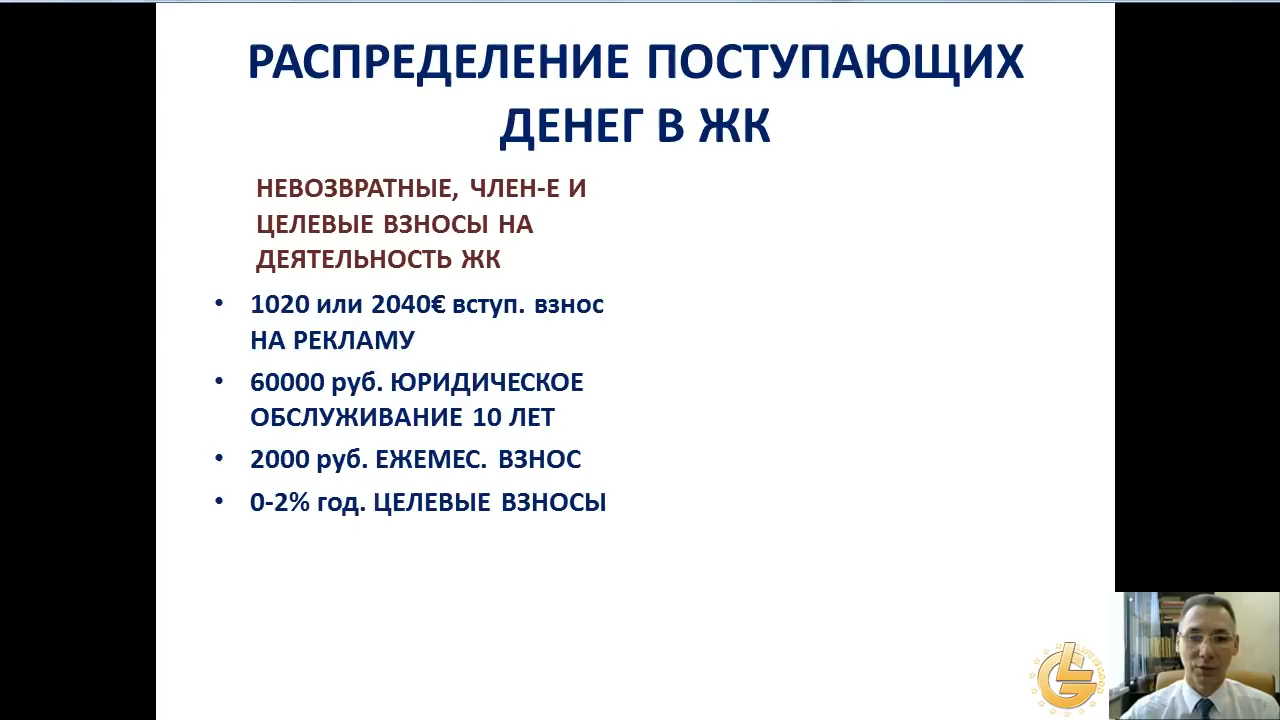 РАСПРЕДЕЛЕНИЕ ПОСТУПАЮЩИХ
ДЕНЕГ В ЖК
НЕВОЗВРАТНЫЕ, ЧЛЕН-Е И
ЦЕЛЕВЫЕ ВЗНОСЫ НА
ДЕЯТЕЛЬНОСТЬ ЖК
• 1020 или 2040€ вступ. взнос
НА РЕКЛАМУ
• 60000 руб. ЮРИДИЧЕСКОЕ
ОБСЛУЖИВАНИЕ 10 ЛЕТ
• 2000 руб. ЕЖЕМЕС. ВЗНОС
• 0-2% год. ЦЕЛЕВЫЕ ВЗНОСЫ